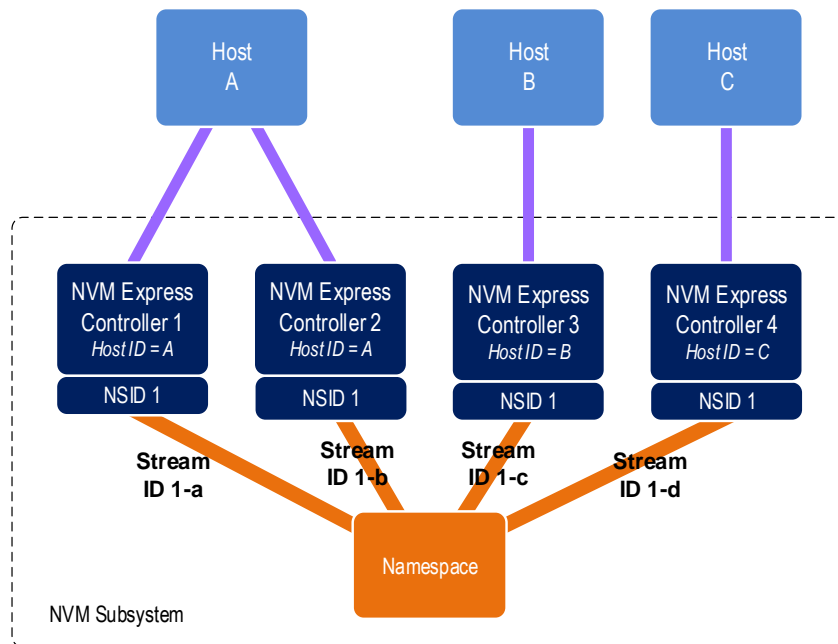 Host
A
Host
B
Host
C
NVM Express
Controller 1
Host ID = A
NVM Express
Controller 2
Host ID = A
NVM Express
Controller 3
Host ID = B
NVM Express
Controller 4
Host ID = C
NSID 1
NSID 1
NSID 1
NSID 1
Stream
ID 1-a
Stream
ID 1-b
Stream
ID 1-c
Stream
ID 1-d
Namespace
NVM Subsystem